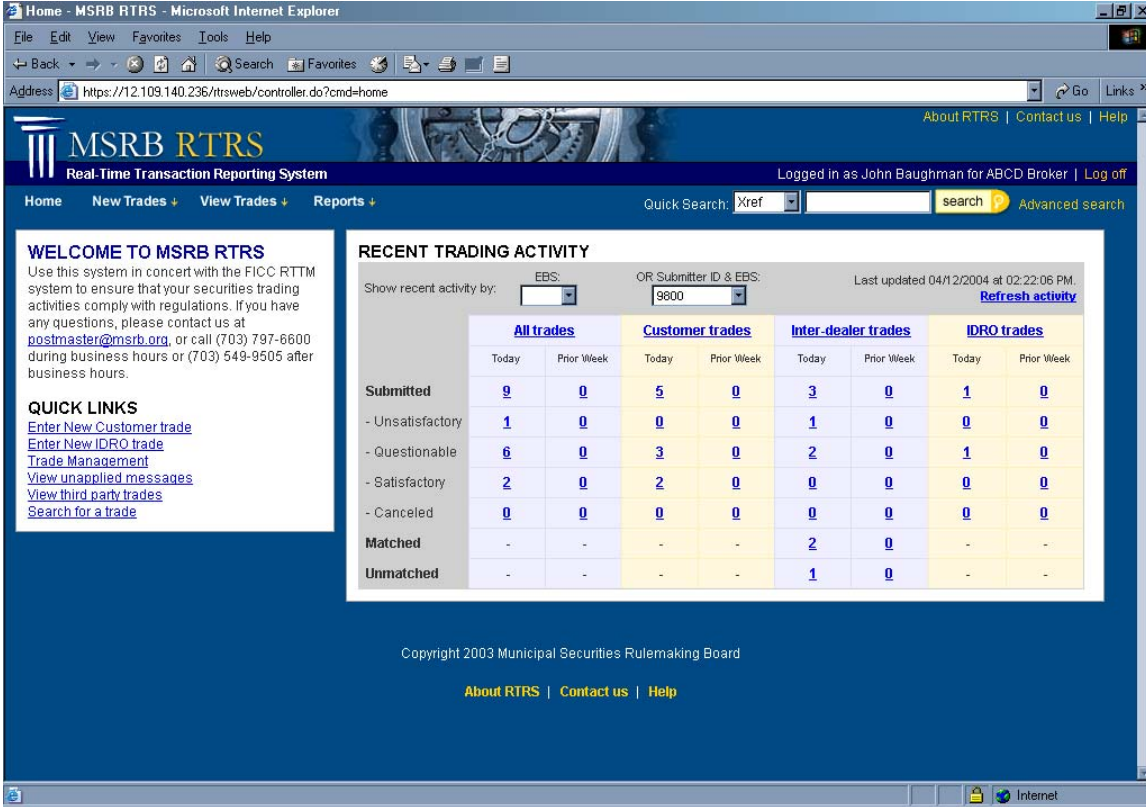 Home - MSRB RTRS - Microsoft Internet Explorer
File Edit View Favorites Tools Help
Back Search Favorites
Address https://12.109.140.236/rtrsweb/controller.do?cmd=home Go Links »
About RTRS | Contact us | Help
MSRB RTRS
Real-Time Transaction Reporting System
Logged in as John Baughman for ABCD Broker | Log off
Home New Trades ↓ View Trades ↓ Reports ↓ Quick Search: Xref search Advanced search
WELCOME TO MSRB RTRS
Use this system in concert with the FICC RTTM
system to ensure that your securities trading
activities comply with regulations. If you have
any questions, please contact us at
postmaster@msrb.org, or call (703) 797-6600
during business hours or (703) 549-9505 after
business hours.
QUICK LINKS
Enter New Customer trade
Enter New IDRO trade
Trade Management
View unapplied messages
View third party trades
Search for a trade
RECENT TRADING ACTIVITY
Show recent activity by: EBS: OR Submitter ID & EBS: 9800
Last updated 04/12/2004 at 02:22:06 PM.
Refresh activity
All trades Customer trades Inter-dealer trades IDRO trades
Today Prior Week Today Prior Week Today Prior Week Today Prior Week
Submitted 9 0 5 0 3 0 1 0
- Unsatisfactory 1 0 0 0 1 0 0 0
- Questionable 6 0 3 0 2 0 1 0
- Satisfactory 2 0 2 0 0 0 0 0
- Canceled 0 0 0 0 0 0 0 0
Matched - - - - 2 0 - -
Unmatched - - - - 1 0 - -
Copyright 2003 Municipal Securities Rulemaking Board
About RTRS | Contact us | Help
Internet